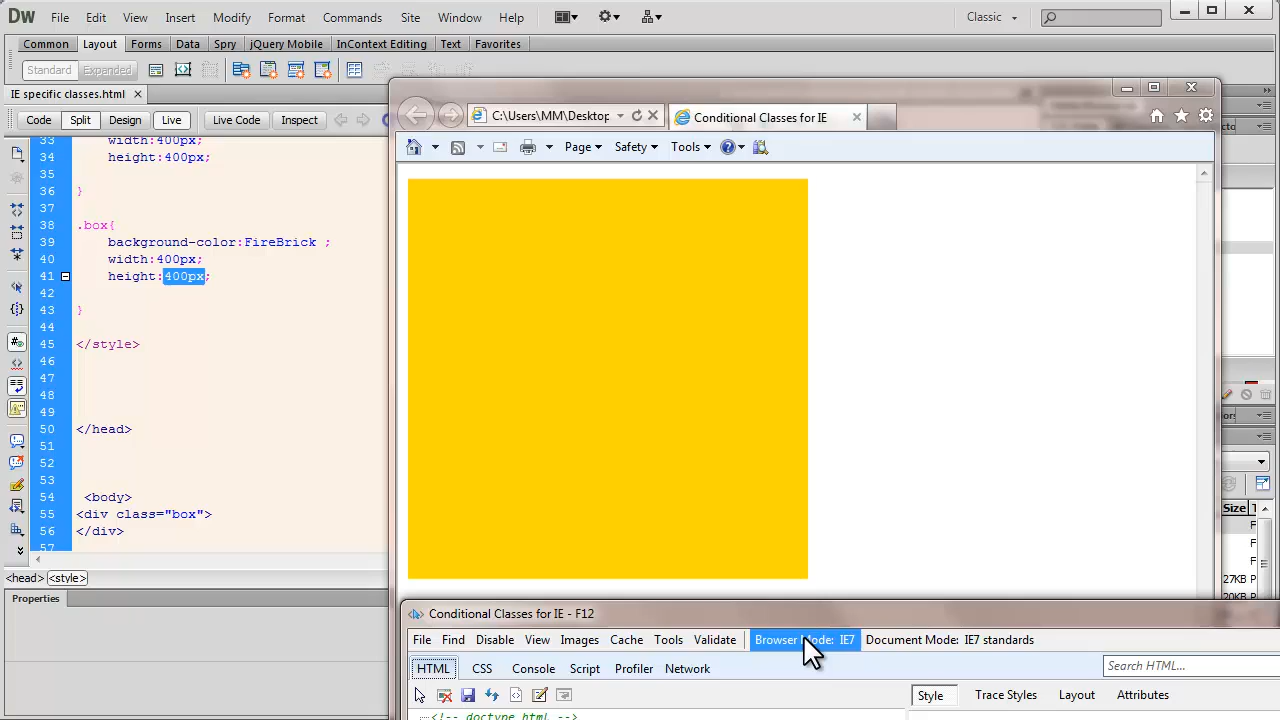 Dw File Edit View Insert Modify Format Commands Site Window Help Classic
Common Layout Forms Data Spry jQuery Mobile InContext Editing Text Favorites
Standard Expanded
IE specific classes.html
Code Split Design Live Live Code Inspect
C:\Users\MM\Desktop
Conditional Classes for IE
Page Safety Tools
33 width:400px;
34 height:400px;
35
36 }
37
38 .box{
39 background-color:FireBrick ;
40 width:400px;
41 height:400px;
42
43 }
44
45 </style>
46
47
48
49
50 </head>
51
52
53
54 <body>
55 <div class="box">
56 </div>
57
<head> <style>
Properties
Size
27KB
Conditional Classes for IE - F12
File Find Disable View Images Cache Tools Validate Browser Mode: IE7 Document Mode: IE7 standards
HTML CSS Console Script Profiler Network Search HTML...
Style Trace Styles Layout Attributes
<!-- doctype html -->